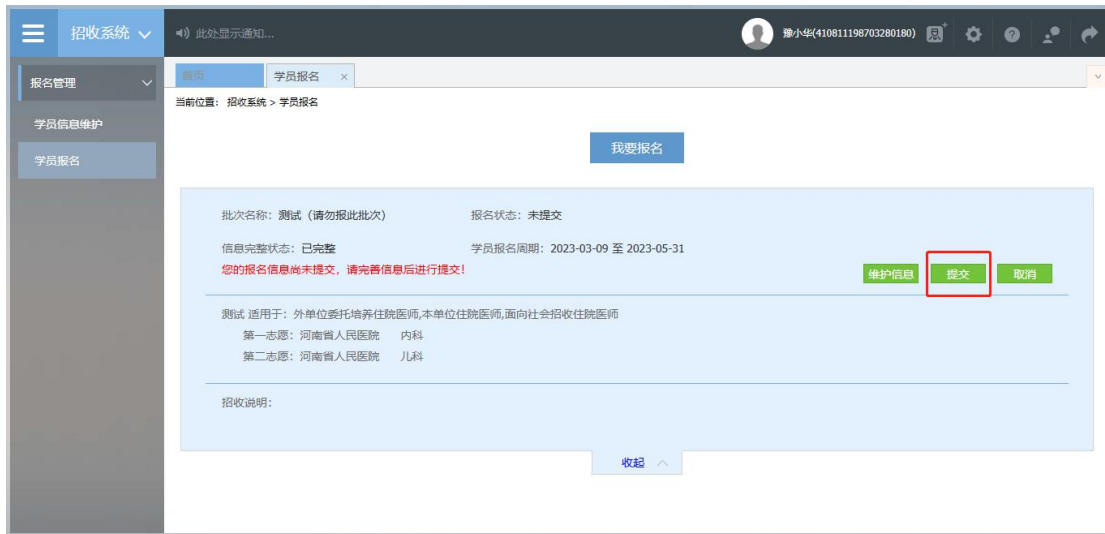 招收系统
此处显示通知...
豫小华(410811198703280180)
报名管理
学员信息维护
学员报名
首页
学员报名 ×
当前位置： 招收系统 > 学员报名
我要报名
批次名称：测试（请勿报此批次） 报名状态：未提交
信息完整状态：已完整 学员报名周期：2023-03-09 至 2023-05-31
您的报名信息尚未提交，请完善信息后进行提交！
维护信息 提交 取消
测试 适用于：外单位委托培养住院医师,本单位住院医师,面向社会招收住院医师
第一志愿：河南省人民医院 内科
第二志愿：河南省人民医院 儿科
招收说明：
收起